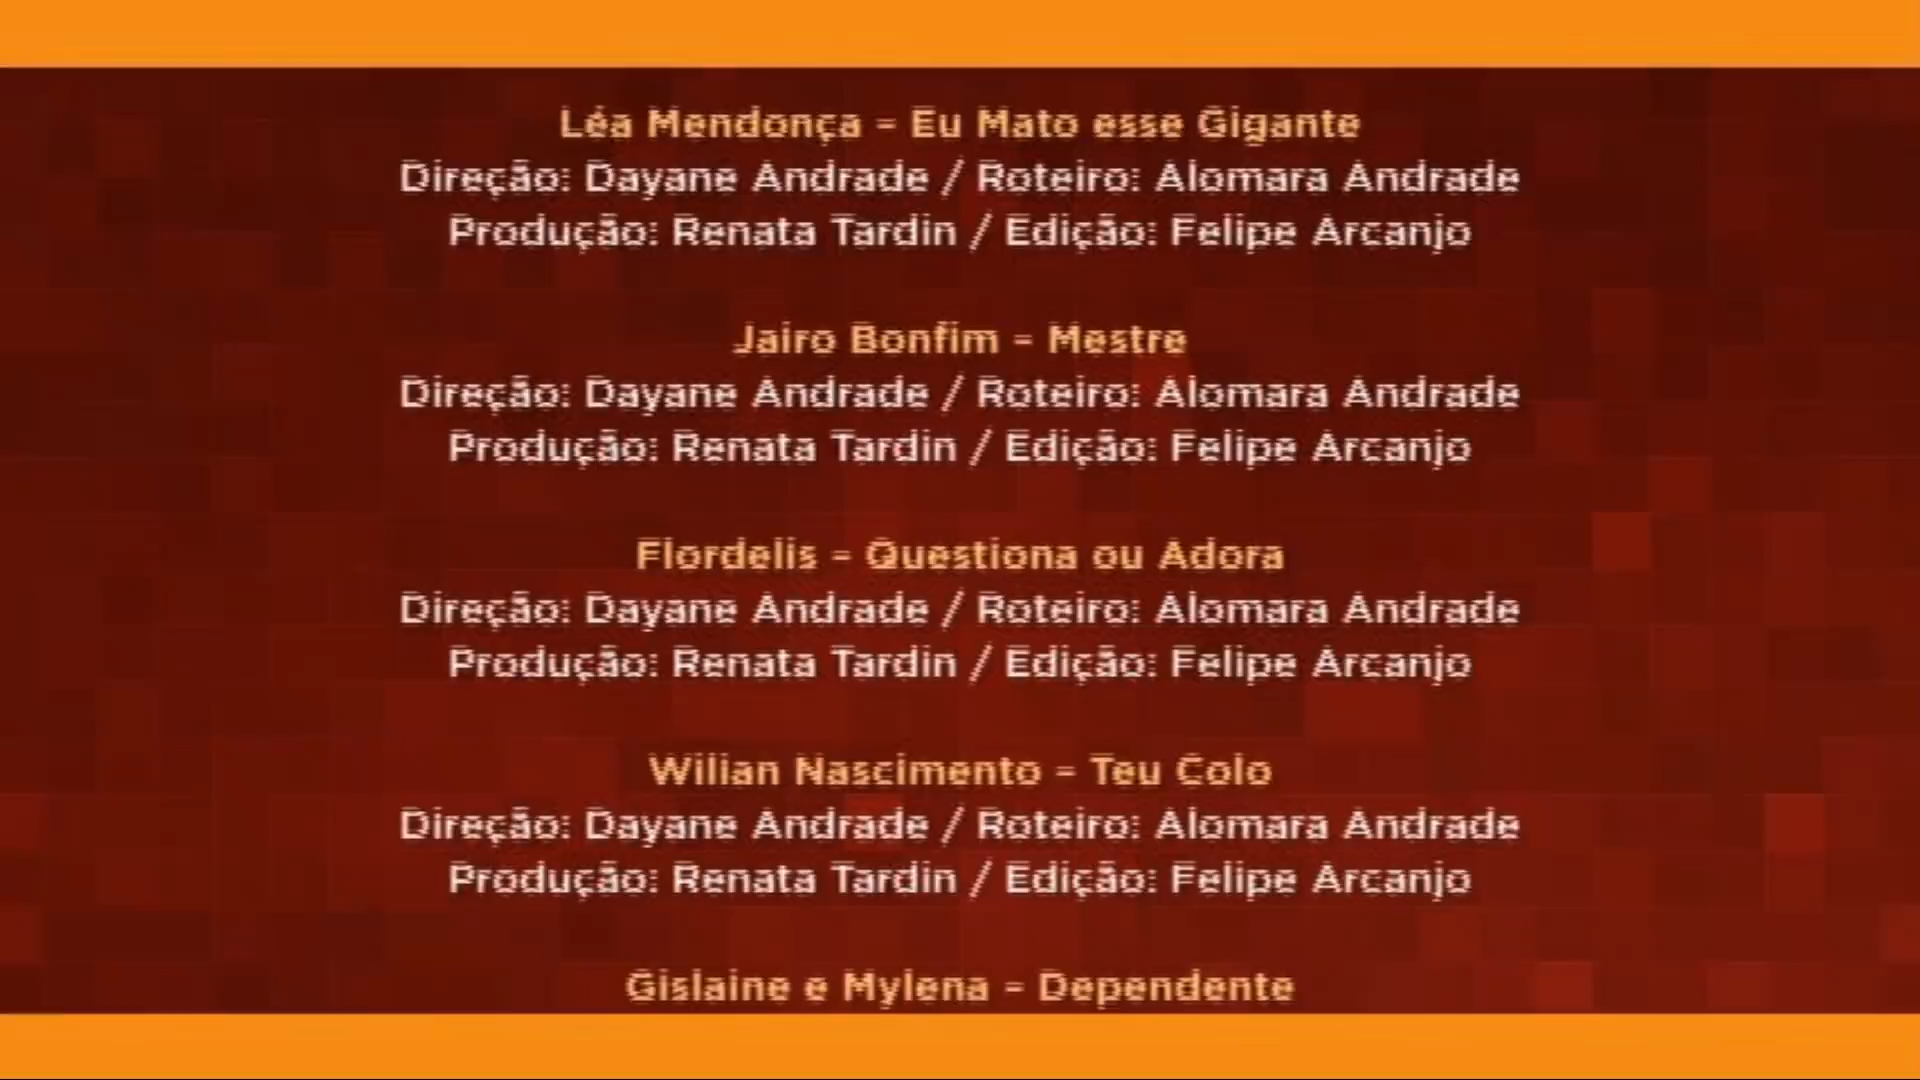 Léa Mendonça - Eu Mato esse Gigante
Direção: Dayane Andrade / Roteiro: Alomara Andrade
Produção: Renata Tardin / Edição: Felipe Arcanjo
Jairo Bonfim - Mestre
Direção: Dayane Andrade / Roteiro: Alomara Andrade
Produção: Renata Tardin / Edição: Felipe Arcanjo
Flordelis - Questiona ou Adora
Direção: Dayane Andrade / Roteiro: Alomara Andrade
Produção: Renata Tardin / Edição: Felipe Arcanjo
Wilian Nascimento - Teu Colo
Direção: Dayane Andrade / Roteiro: Alomara Andrade
Produção: Renata Tardin / Edição: Felipe Arcanjo
Gislaine e Mylena - Dependente